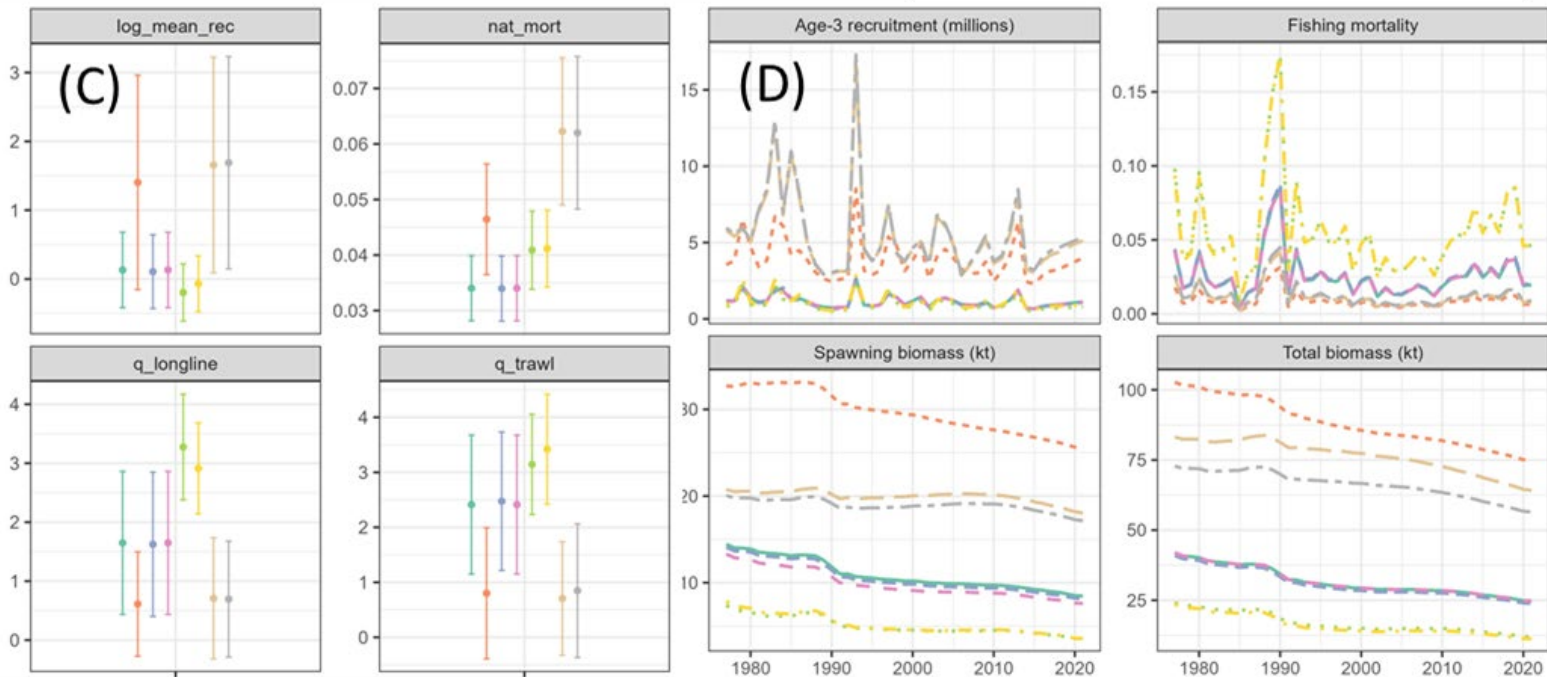 log_mean_rec
nat_mort
Age-3 recruitment (millions)
Fishing mortality
(C)
(D)
3
2
1
0
0.07
0.06
0.05
0.04
0.03
15
10
5
0
0.15
0.10
0.05
0.00
q_longline
q_trawl
Spawning biomass (kt)
Total biomass (kt)
4
3
2
1
0
4
3
2
1
0
30
20
10
100
75
50
25
1980 1990 2000 2010 2020
1980 1990 2000 2010 2020